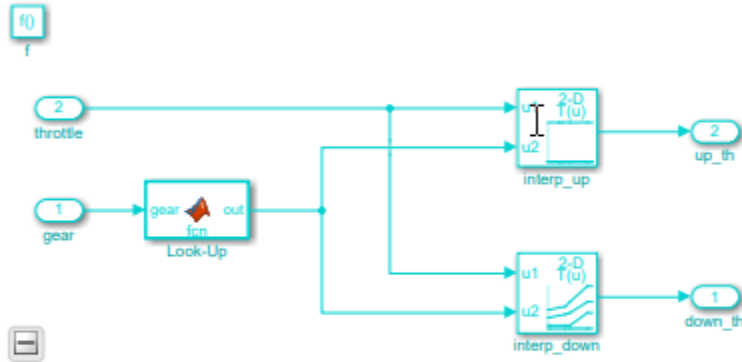 f()
f
2
throttle
1
gear
gear fcn out
Look-Up
u1 2-D
T(u)
u2
interp_up
2
up_th
u1 2-D
T(u)
u2
interp_down
1
down_th